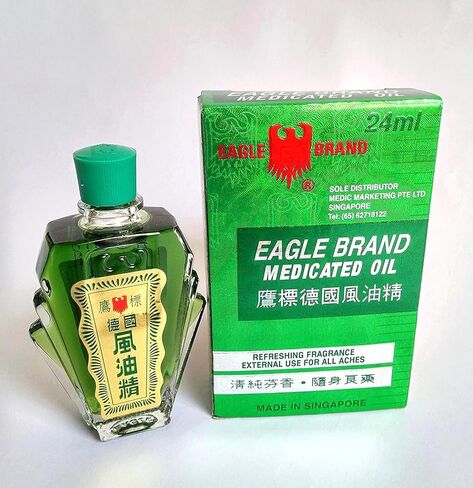 EAGLE BRAND
MEDICATED OIL
24ml
EAGLE BRAND
®
SOLE DISTRIBUTOR
MEDIC MARKETING PTE LTD
SINGAPORE
Tel: (65) 62718122
EAGLE BRAND
MEDICATED OIL
鷹標德國風油精
REFRESHING FRAGRANCE
EXTERNAL USE FOR ALL ACHES
清純芬香·隨身良藥
MADE IN SINGAPORE
鷹標
德國
風油精